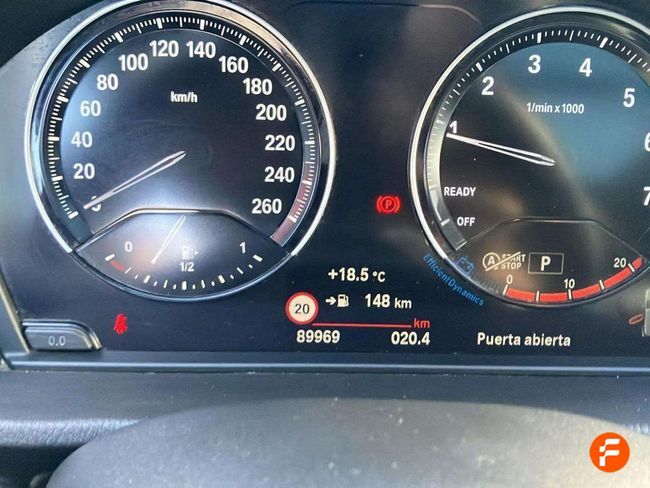 0 20 40 60 80 100 120 140 160 180 200 220 240 260
km/h
0 1/2 1
1 2 3 4 5 6 7
1/min x 1000
READY
OFF
P
A START STOP
P
0 10 20
EfficientDynamics
+18.5 °C
20
148 km
km
89969 020.4
Puerta abierta
0.0